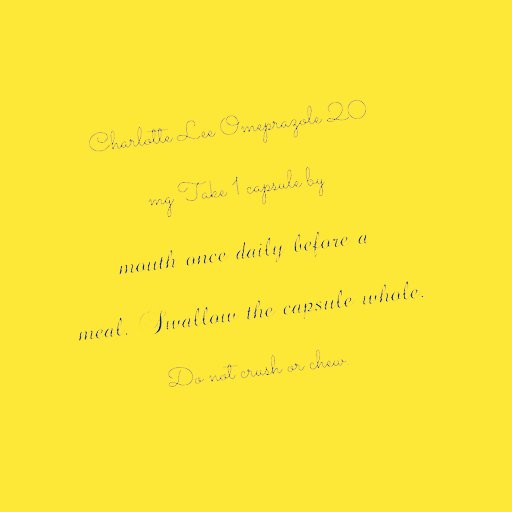 Charlotte Lee Omeprazole 20
mg Take 1 capsule by
mouth once daily before a
meal. Swallow the capsule whole.
Do not crush or chew.